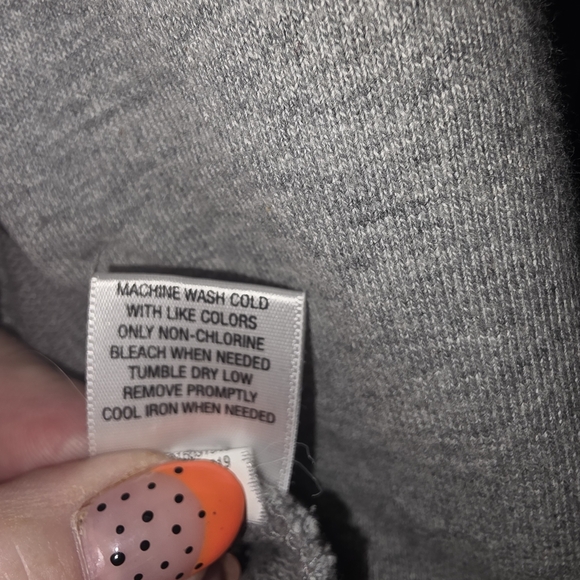 MACHINE WASH COLD
WITH LIKE COLORS
ONLY NON-CHLORINE
BLEACH WHEN NEEDED
TUMBLE DRY LOW
REMOVE PROMPTLY
COOL IRON WHEN NEEDED